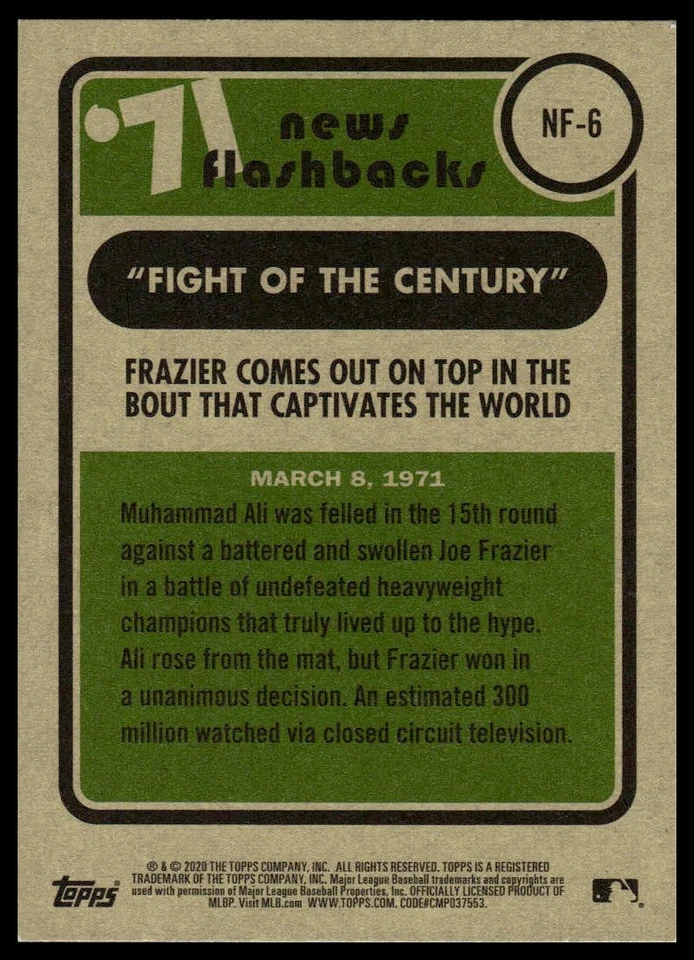 '71 news
flashbacks
NF-6
“FIGHT OF THE CENTURY”
FRAZIER COMES OUT ON TOP IN THE
BOUT THAT CAPTIVATES THE WORLD
MARCH 8, 1971
Muhammad Ali was felled in the 15th round
against a battered and swollen Joe Frazier
in a battle of undefeated heavyweight
champions that truly lived up to the hype.
Ali rose from the mat, but Frazier won in
a unanimous decision. An estimated 300
million watched via closed circuit television.
® & © 2020 THE TOPPS COMPANY, INC. ALL RIGHTS RESERVED. TOPPS IS A REGISTERED
TRADEMARK OF THE TOPPS COMPANY, INC. Major League Baseball trademarks and copyrights are
used with permission of Major League Baseball Properties, Inc. OFFICIALLY LICENSED PRODUCT OF
MLBP. Visit MLB.com WWW.TOPPS.COM. CODE#CMP037553.
Topps®
®